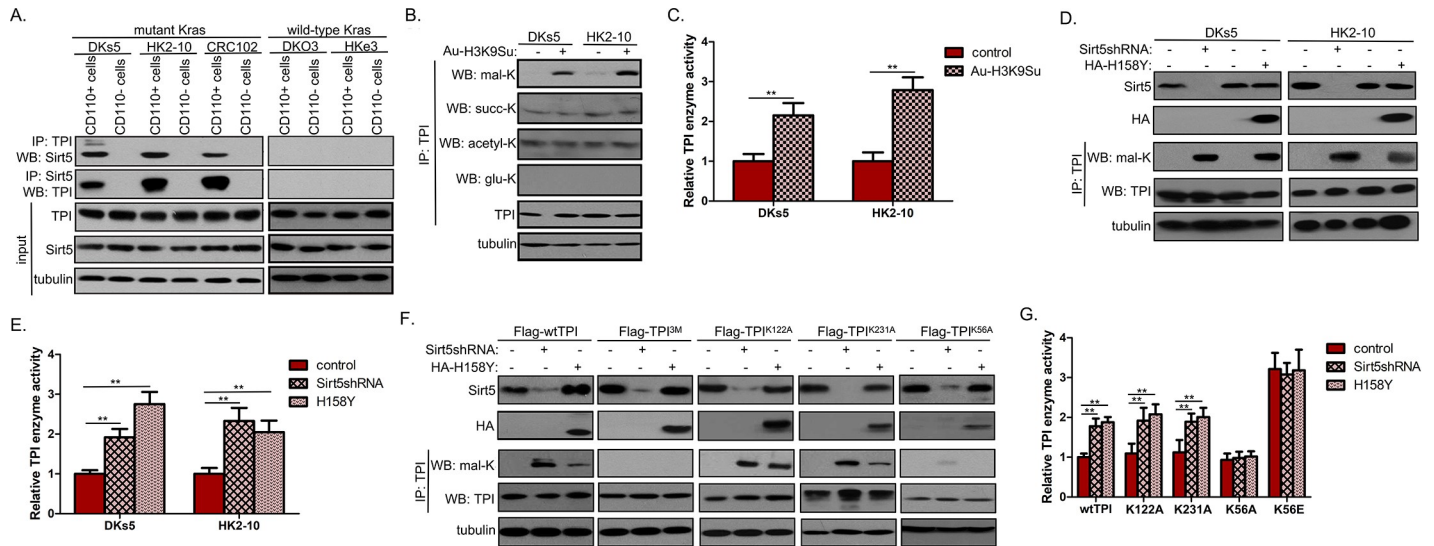 A.
mutant Kras wild-type Kras
DKs5 HK2-10 CRC102 DKO3 HKe3
CD110+ cells CD110- cells CD110+ cells CD110- cells CD110+ cells CD110- cells CD110+ cells CD110- cells CD110+ cells CD110- cells
IP: TPI
WB: Sirt5
IP: Sirt5
WB: TPI
input
TPI
Sirt5
tubulin
B.
DKs5 HK2-10
Au-H3K9Su - + - +
IP: TPI
WB: mal-K
WB: succ-K
WB: acetyl-K
WB: glu-K
TPI
tubulin
C.
Relative TPI enzyme activity
4
3
2
1
0
** **
DKs5 HK2-10
control
Au-H3K9Su
D.
DKs5 HK2-10
Sirt5shRNA: - + - - - + - -
HA-H158Y: - - - + - - - +
Sirt5
HA
IP: TPI
WB: mal-K
WB: TPI
tubulin
E.
Relative TPI enzyme activity
4
3
2
1
0
** **
** **
DKs5 HK2-10
control
Sirt5shRNA
H158Y
F.
Flag-wtTPI Flag-TPI3M Flag-TPIK122A Flag-TPIK231A Flag-TPIK56A
Sirt5shRNA: - + - - + - - + - - + - - + -
HA-H158Y: - - + - - + - - + - - + - - +
Sirt5
HA
IP: TPI
WB: mal-K
WB: TPI
tubulin
G.
Relative TPI enzyme activity
4
3
2
1
0
** ** **
** ** **
wtTPI K122A K231A K56A K56E
control
Sirt5shRNA
H158Y